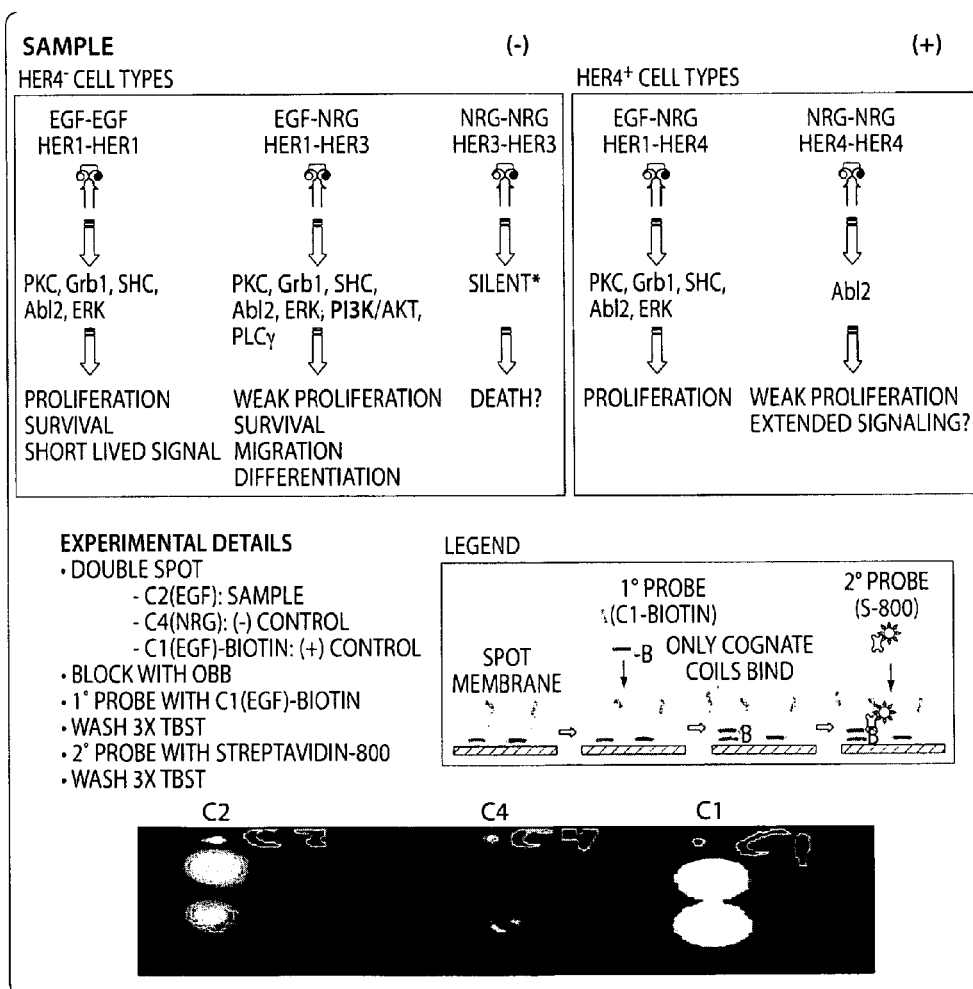 SAMPLE (-) (+)
HER4⁻ CELL TYPES
EGF-EGF
HER1-HER1
PKC, Grb1, SHC,
Abl2, ERK
PROLIFERATION
SURVIVAL
SHORT LIVED SIGNAL
EGF-NRG
HER1-HER3
PKC, Grb1, SHC,
Abl2, ERK, PI3K/AKT,
PLCγ
WEAK PROLIFERATION
SURVIVAL
MIGRATION
DIFFERENTIATION
NRG-NRG
HER3-HER3
SILENT*
DEATH?
HER4⁺ CELL TYPES
EGF-NRG
HER1-HER4
PKC, Grb1, SHC,
Abl2, ERK
PROLIFERATION
NRG-NRG
HER4-HER4
Abl2
WEAK PROLIFERATION
EXTENDED SIGNALING?
EXPERIMENTAL DETAILS
• DOUBLE SPOT
- C2(EGF): SAMPLE
- C4(NRG): (-) CONTROL
- C1(EGF)-BIOTIN: (+) CONTROL
• BLOCK WITH OBB
• 1° PROBE WITH C1(EGF)-BIOTIN
• WASH 3X TBST
• 2° PROBE WITH STREPTAVIDIN-800
• WASH 3X TBST
LEGEND
SPOT
MEMBRANE
1° PROBE
(C1-BIOTIN)
-B
ONLY COGNATE
COILS BIND
B
2° PROBE
(S-800)
B
C2 C4 C1